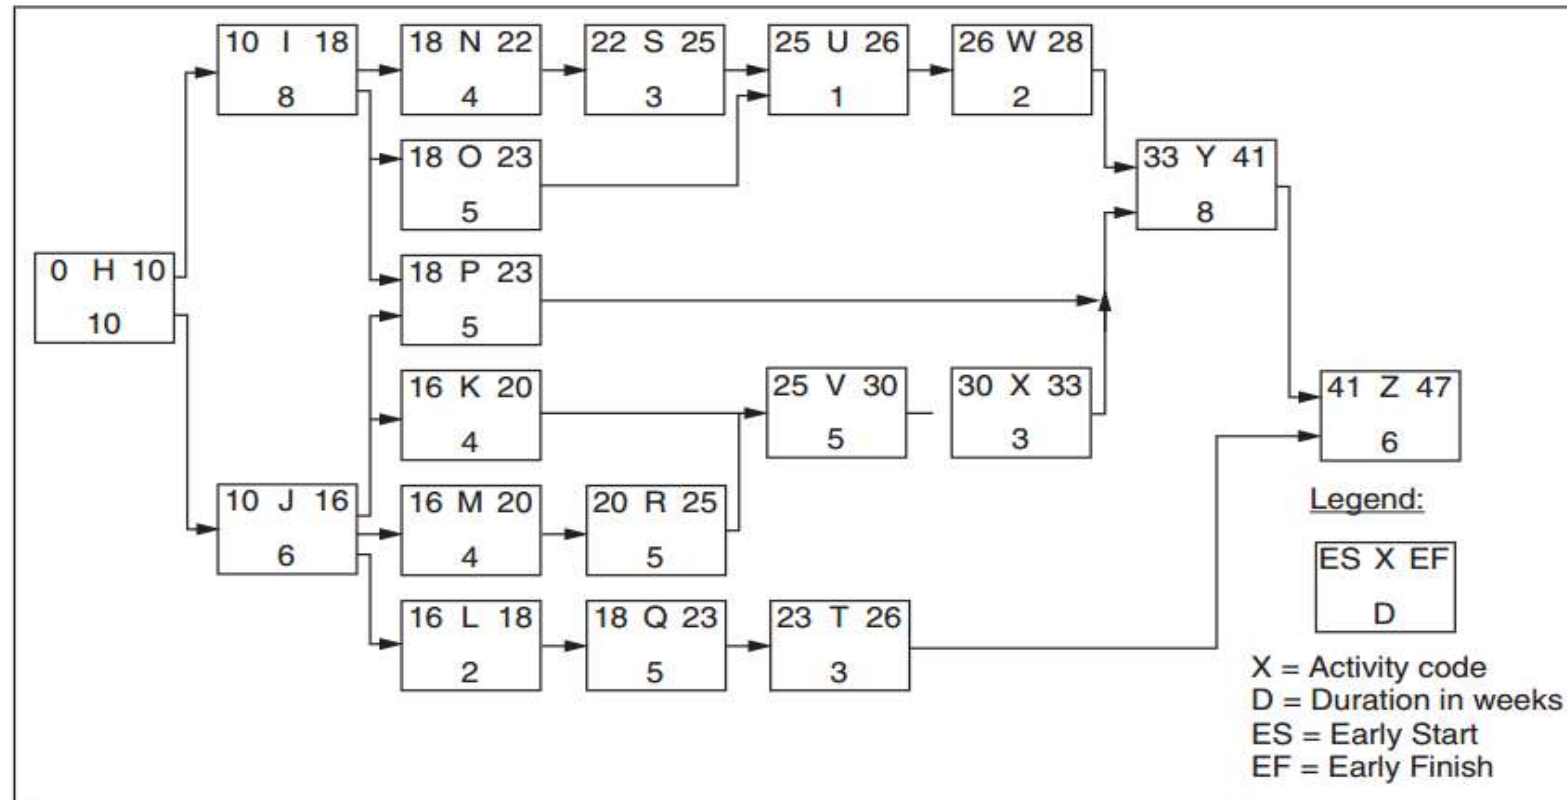 10 I 18
8
18 N 22
4
22 S 25
3
25 U 26
1
26 W 28
2
18 O 23
5
33 Y 41
8
0 H 10
10
18 P 23
5
16 K 20
4
25 V 30
5
30 X 33
3
41 Z 47
6
10 J 16
6
16 M 20
4
20 R 25
5
16 L 18
2
18 Q 23
5
23 T 26
3
Legend:
ES X EF
D
X = Activity code
D = Duration in weeks
ES = Early Start
EF = Early Finish